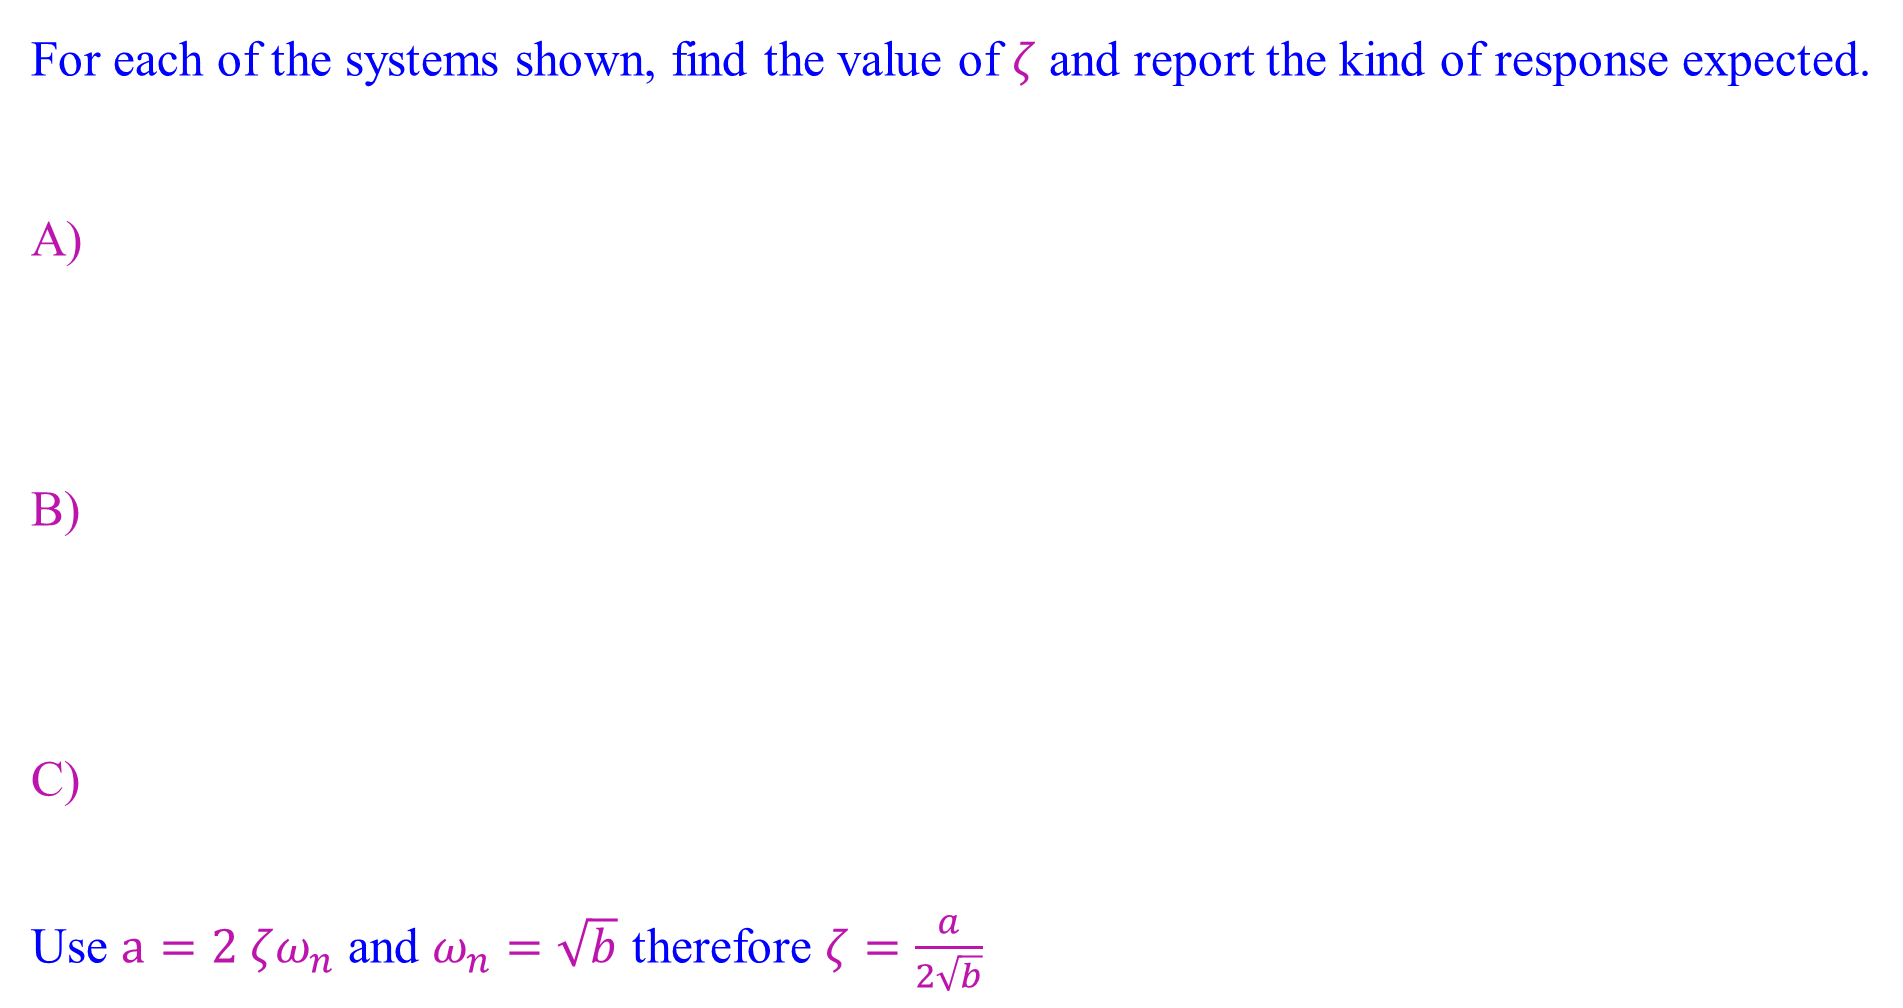 For each of the systems shown, find the value of ζ and report the kind of response expected.
A)
B)
C)
Use a = 2 ζωₙ and ωₙ = √b therefore ζ = a/(2√b)